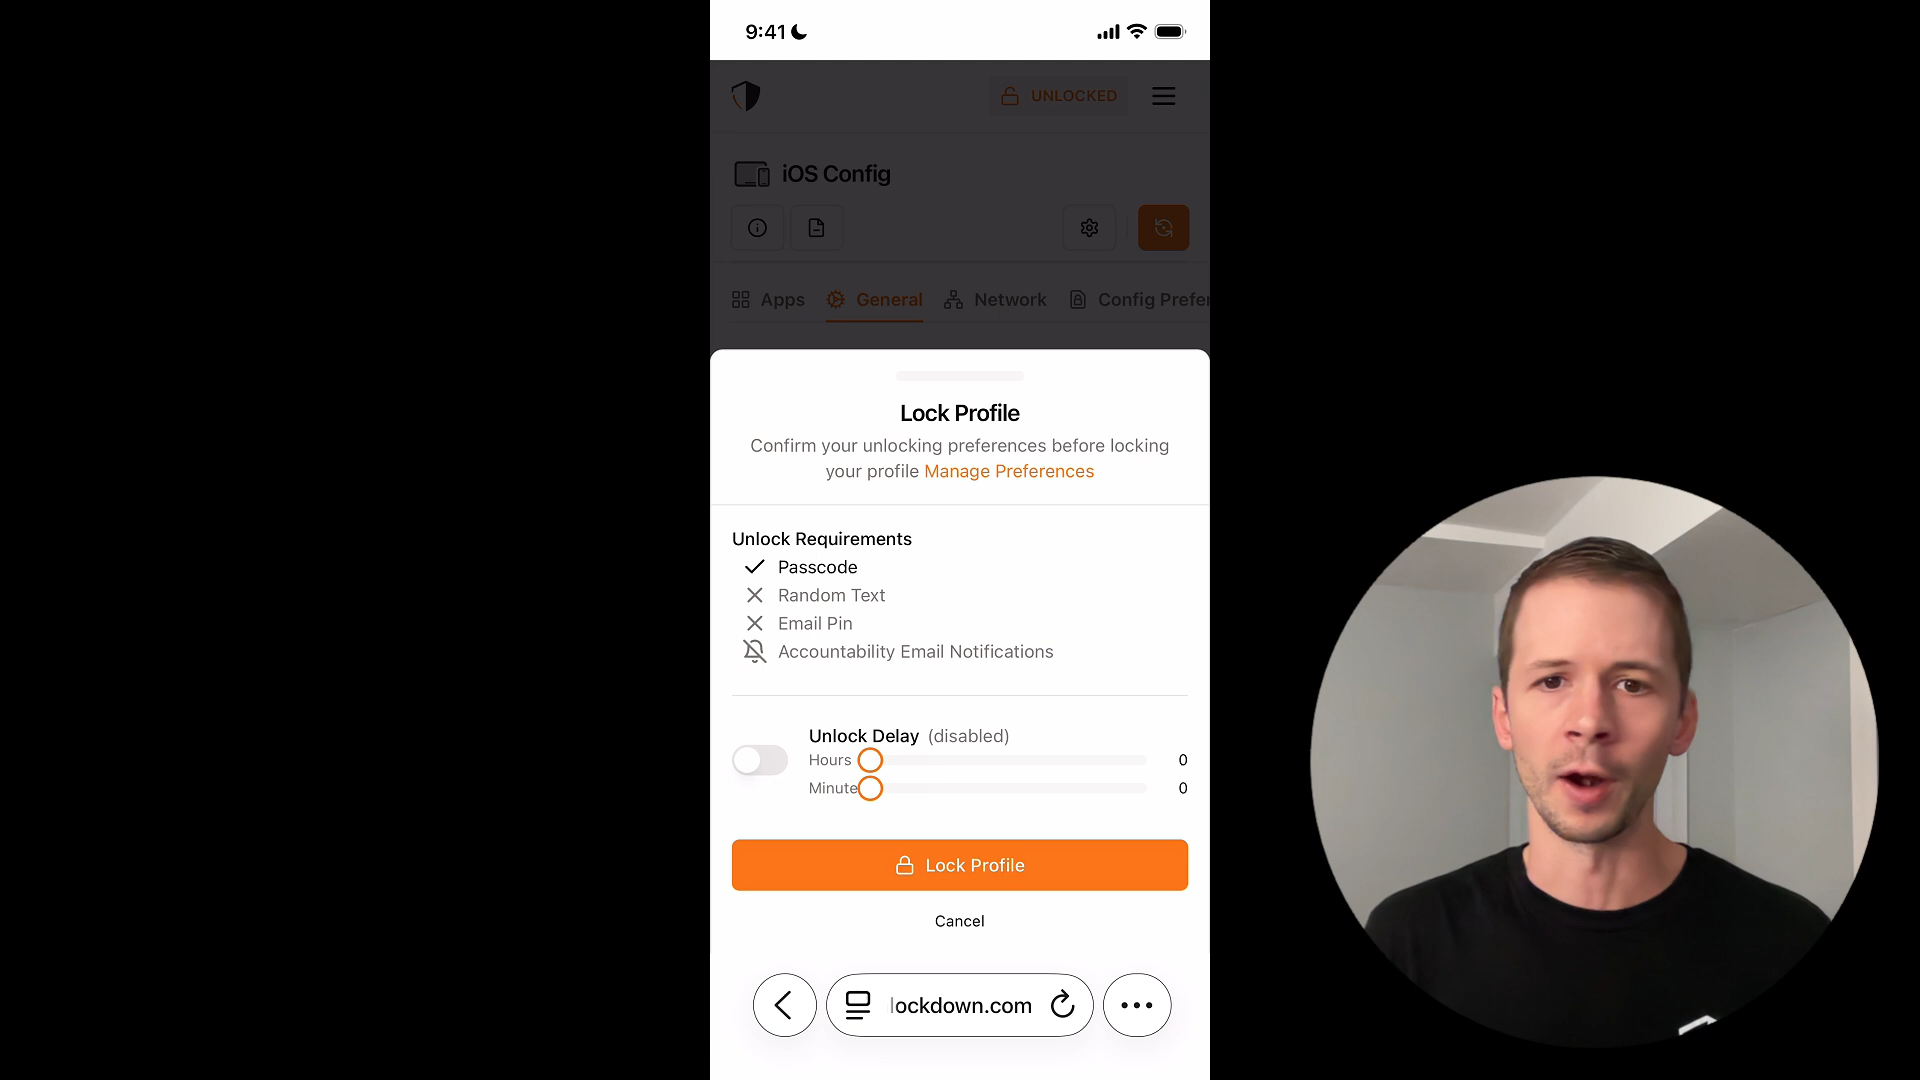 9:41
UNLOCKED
iOS Config
Apps
General
Network
Config Prefer
Lock Profile
Confirm your unlocking preferences before locking
your profile Manage Preferences
Unlock Requirements
Passcode
Random Text
Email Pin
Accountability Email Notifications
Unlock Delay (disabled)
Hours 0
Minute 0
Lock Profile
Cancel
lockdown.com